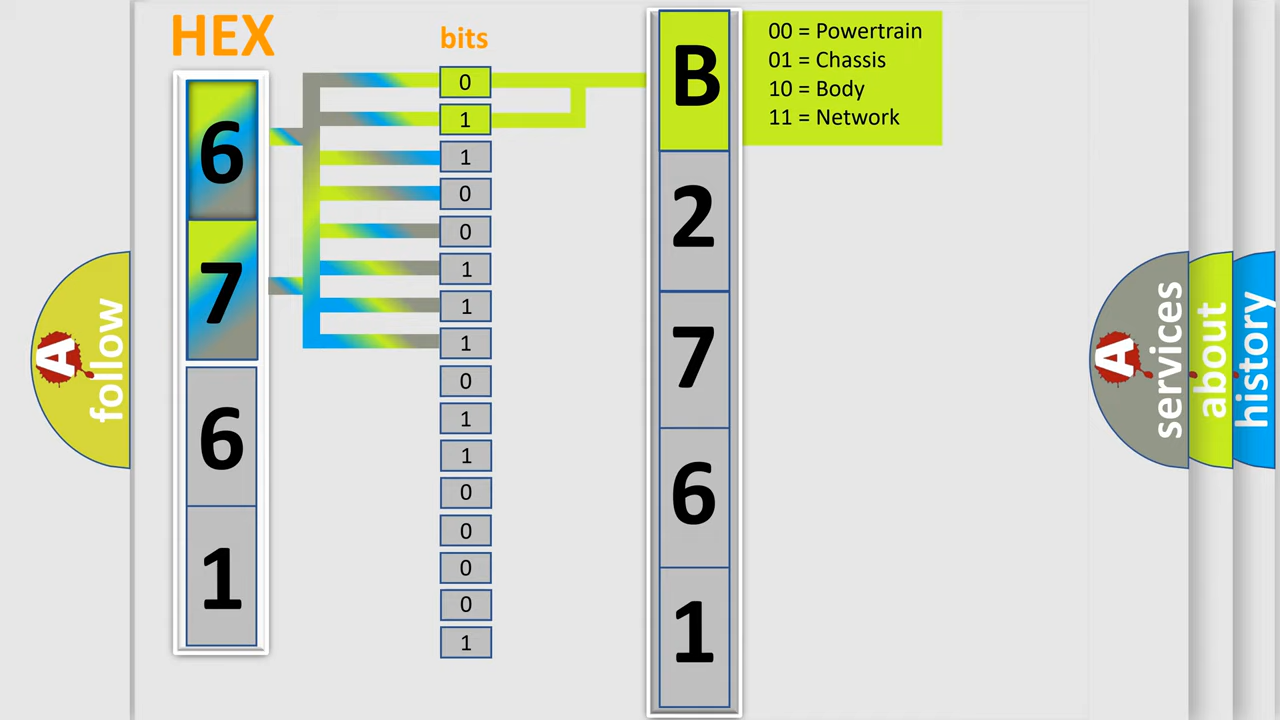 HEX
bits
6
7
6
1
0
1
1
0
0
1
1
1
0
1
1
0
0
0
0
1
B
2
7
6
1
00 = Powertrain
01 = Chassis
10 = Body
11 = Network
A
follow
A
services
about
history